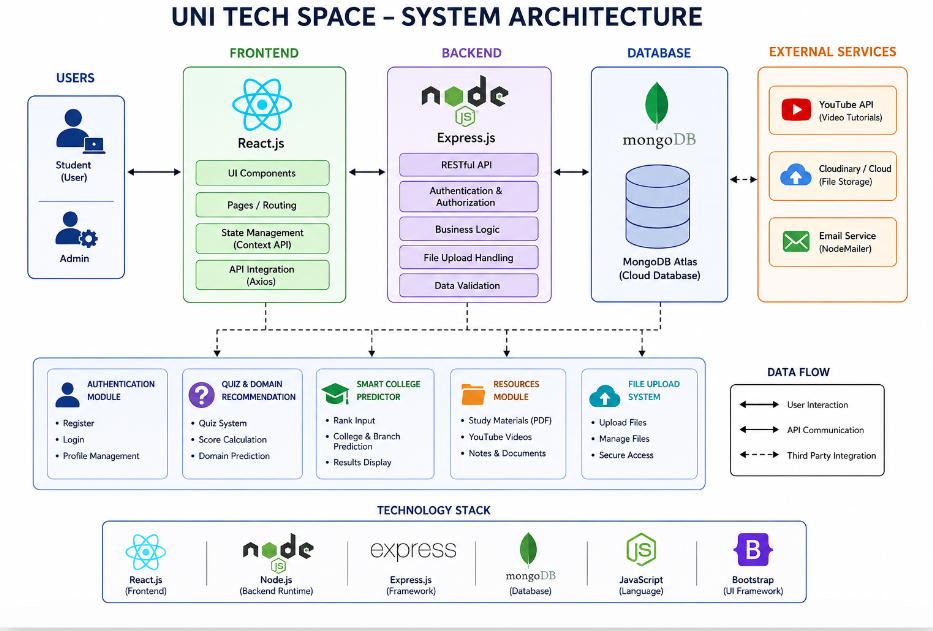 UNI TECH SPACE – SYSTEM ARCHITECTURE
USERS
Student
(User)
Admin
FRONTEND
React.js
UI Components
Pages / Routing
State Management
(Context API)
API Integration
(Axios)
BACKEND
node
JS
Express.js
RESTful API
Authentication &
Authorization
Business Logic
File Upload Handling
Data Validation
DATABASE
mongoDB
MongoDB Atlas
(Cloud Database)
EXTERNAL SERVICES
YouTube API
(Video Tutorials)
Cloudinary / Cloud
(File Storage)
Email Service
(NodeMailer)
AUTHENTICATION
MODULE
• Register
• Login
• Profile Management
?
QUIZ & DOMAIN
RECOMMENDATION
• Quiz System
• Score Calculation
• Domain Prediction
SMART COLLEGE
PREDICTOR
• Rank Input
• College & Branch
Prediction
• Results Display
RESOURCES
MODULE
• Study Materials (PDF)
• YouTube Videos
• Notes & Documents
FILE UPLOAD
SYSTEM
• Upload Files
• Manage Files
• Secure Access
DATA FLOW
User Interaction
API Communication
Third Party Integration
TECHNOLOGY STACK
React.js
(Frontend)
node
JS
Node.js
(Backend Runtime)
express
Express.js
(Framework)
mongoDB
(Database)
JS
JavaScript
(Language)
B
Bootstrap
(UI Framework)